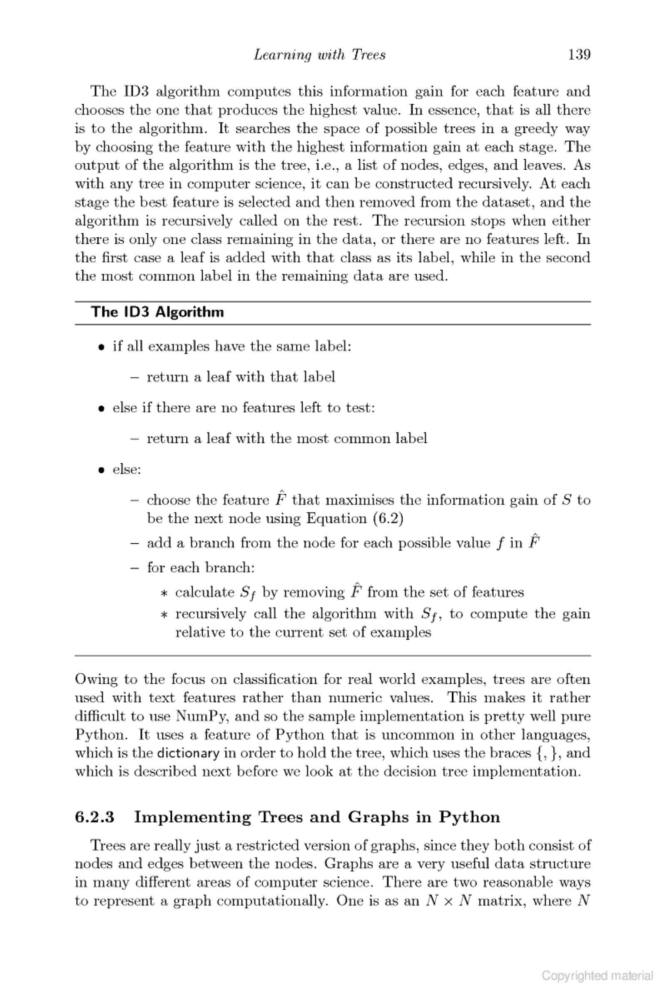 Learning with Trees 139
The ID3 algorithm computes this information gain for each feature and
chooses the one that produces the highest value. In essence, that is all there
is to the algorithm. It searches the space of possible trees in a greedy way
by choosing the feature with the highest information gain at each stage. The
output of the algorithm is the tree, i.e., a list of nodes, edges, and leaves. As
with any tree in computer science, it can be constructed recursively. At each
stage the best feature is selected and then removed from the dataset, and the
algorithm is recursively called on the rest. The recursion stops when either
there is only one class remaining in the data, or there are no features left. In
the first case a leaf is added with that class as its label, while in the second
the most common label in the remaining data are used.
The ID3 Algorithm
• if all examples have the same label:
– return a leaf with that label
• else if there are no features left to test:
– return a leaf with the most common label
• else:
– choose the feature F̂ that maximises the information gain of S to
be the next node using Equation (6.2)
– add a branch from the node for each possible value f in F̂
– for each branch:
∗ calculate S_f by removing F̂ from the set of features
∗ recursively call the algorithm with S_f, to compute the gain
relative to the current set of examples
Owing to the focus on classification for real world examples, trees are often
used with text features rather than numeric values. This makes it rather
difficult to use NumPy, and so the sample implementation is pretty well pure
Python. It uses a feature of Python that is uncommon in other languages,
which is the dictionary in order to hold the tree, which uses the braces {, }, and
which is described next before we look at the decision tree implementation.
6.2.3 Implementing Trees and Graphs in Python
Trees are really just a restricted version of graphs, since they both consist of
nodes and edges between the nodes. Graphs are a very useful data structure
in many different areas of computer science. There are two reasonable ways
to represent a graph computationally. One is as an N × N matrix, where N
Copyrighted material